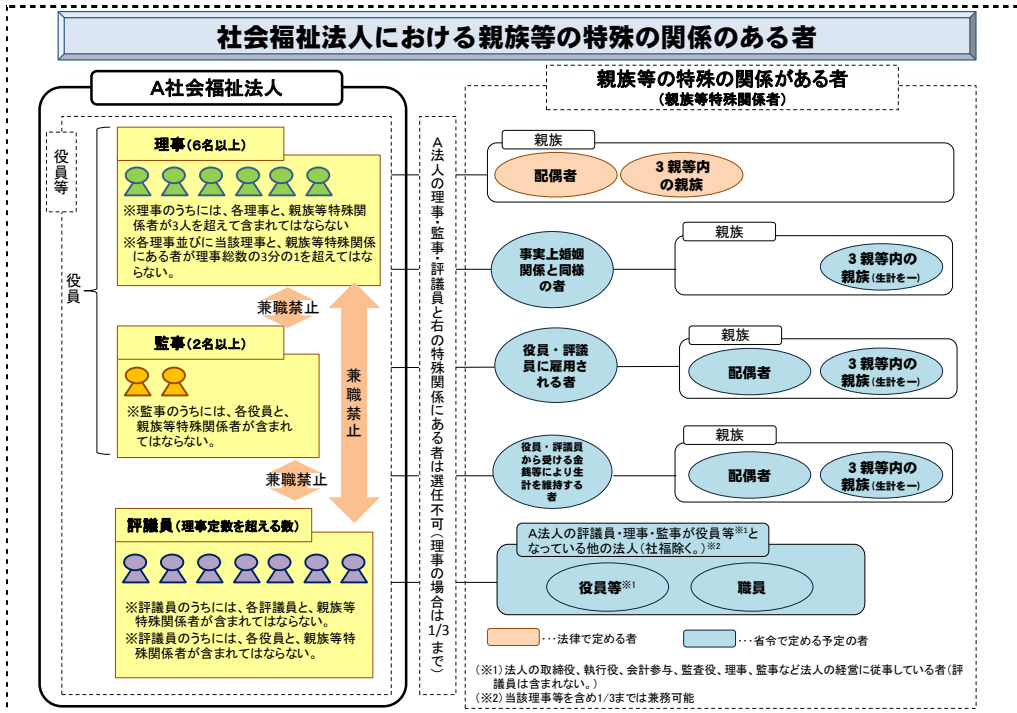 社会福祉法人における親族等の特殊の関係のある者
A社会福祉法人
役員等
役員
理事(6名以上)
※理事のうちには、各理事と、親族等特殊関
係者が3人を超えて含まれてはならない
※各理事並びに当該理事と、親族等特殊関係
にある者が理事総数の3分の1を超えてはな
らない。
兼職禁止
監事(2名以上)
※監事のうちには、各役員と、
親族等特殊関係者が含まれ
てはならない。
兼職禁止
兼職禁止
評議員(理事定数を超える数)
※評議員のうちには、各評議員と、親族等
特殊関係者が含まれてはならない。
※評議員のうちには、各役員と、親族等特
殊関係者が含まれてはならない。
A法人の理事・監事・評議員と右の特殊関係にある者は選任不可(理事の場合は1/3まで)
親族等の特殊の関係がある者
(親族等特殊関係者)
親族
配偶者
3親等内
の親族
事実上婚姻
関係と同様
の者
親族
3親等内の
親族(生計を一)
役員・評議
員に雇用さ
れる者
親族
配偶者
3親等内の
親族(生計を一)
役員・評議員
から受ける金
銭等により生
計を維持する
者
親族
配偶者
3親等内の
親族(生計を一)
A法人の評議員・理事・監事が役員等※1と
なっている他の法人(社福除く。)※2
役員等※1
職員
・・・法律で定める者
・・・省令で定める予定の者
(※1)法人の取締役、執行役、会計参与、監査役、理事、監事など法人の経営に従事している者(評
議員は含まれない。)
(※2)当該理事等を含め1/3までは兼務可能